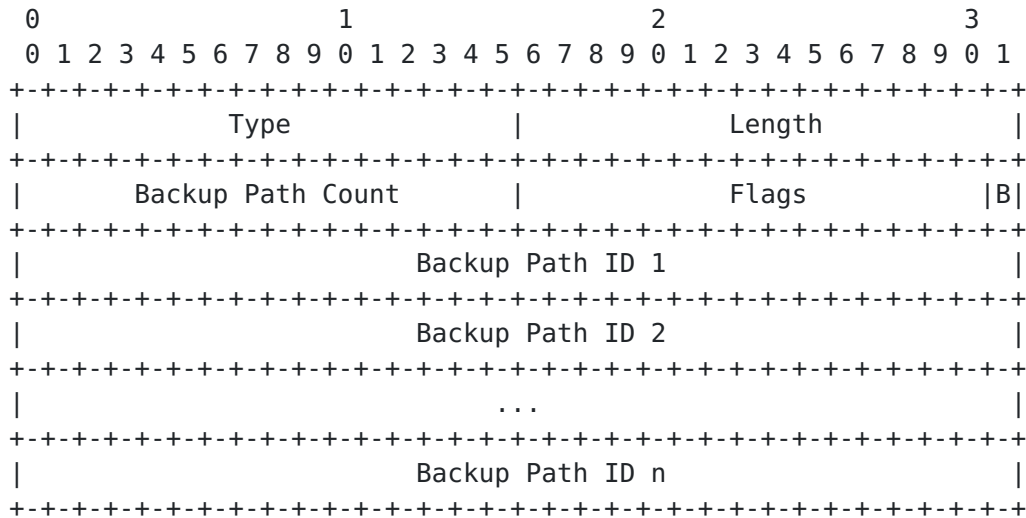 0                   1                   2                   3
 0 1 2 3 4 5 6 7 8 9 0 1 2 3 4 5 6 7 8 9 0 1 2 3 4 5 6 7 8 9 0 1
+-+-+-+-+-+-+-+-+-+-+-+-+-+-+-+-+-+-+-+-+-+-+-+-+-+-+-+-+-+-+-+-+
|             Type              |             Length            |
+-+-+-+-+-+-+-+-+-+-+-+-+-+-+-+-+-+-+-+-+-+-+-+-+-+-+-+-+-+-+-+-+
|       Backup Path Count       |             Flags           |B|
+-+-+-+-+-+-+-+-+-+-+-+-+-+-+-+-+-+-+-+-+-+-+-+-+-+-+-+-+-+-+-+-+
|                         Backup Path ID 1                      |
+-+-+-+-+-+-+-+-+-+-+-+-+-+-+-+-+-+-+-+-+-+-+-+-+-+-+-+-+-+-+-+-+
|                         Backup Path ID 2                      |
+-+-+-+-+-+-+-+-+-+-+-+-+-+-+-+-+-+-+-+-+-+-+-+-+-+-+-+-+-+-+-+-+
|                              ...                              |
+-+-+-+-+-+-+-+-+-+-+-+-+-+-+-+-+-+-+-+-+-+-+-+-+-+-+-+-+-+-+-+-+
|                         Backup Path ID n                      |
+-+-+-+-+-+-+-+-+-+-+-+-+-+-+-+-+-+-+-+-+-+-+-+-+-+-+-+-+-+-+-+-+